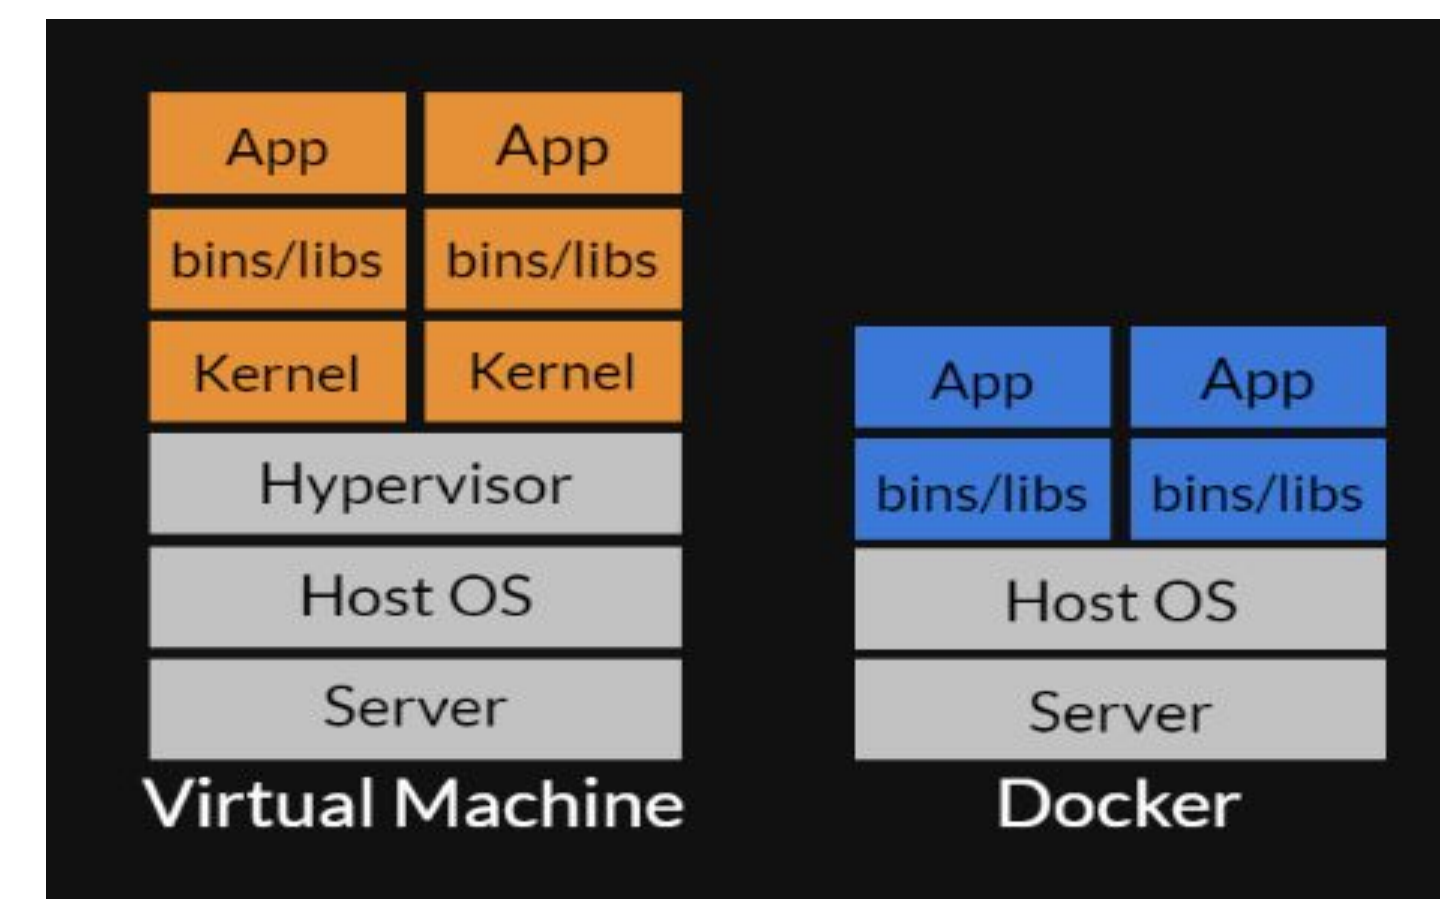 App App
bins/libs bins/libs
Kernel Kernel
Hypervisor
Host OS
Server
Virtual Machine
App App
bins/libs bins/libs
Host OS
Server
Docker